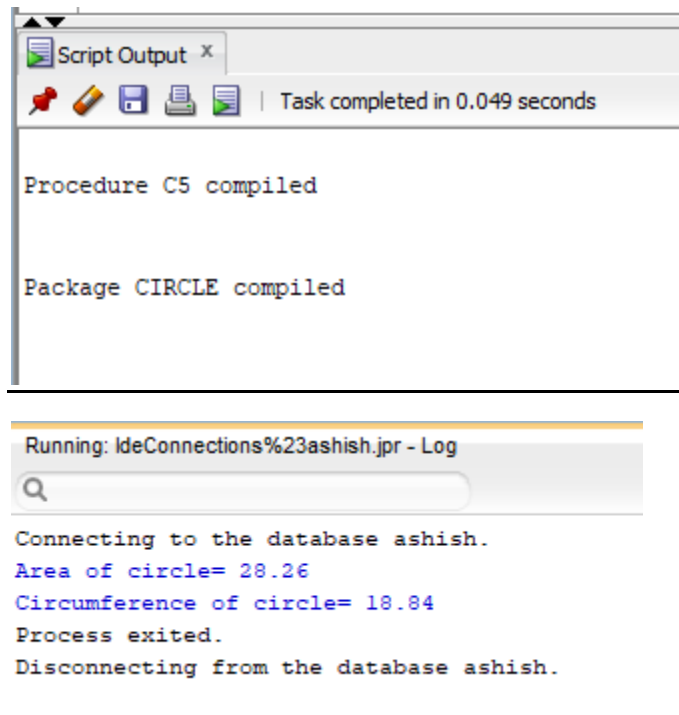 Script Output x
Task completed in 0.049 seconds
Procedure C5 compiled
Package CIRCLE compiled
Running: IdeConnections%23ashish.jpr - Log
Connecting to the database ashish.
Area of circle= 28.26
Circumference of circle= 18.84
Process exited.
Disconnecting from the database ashish.